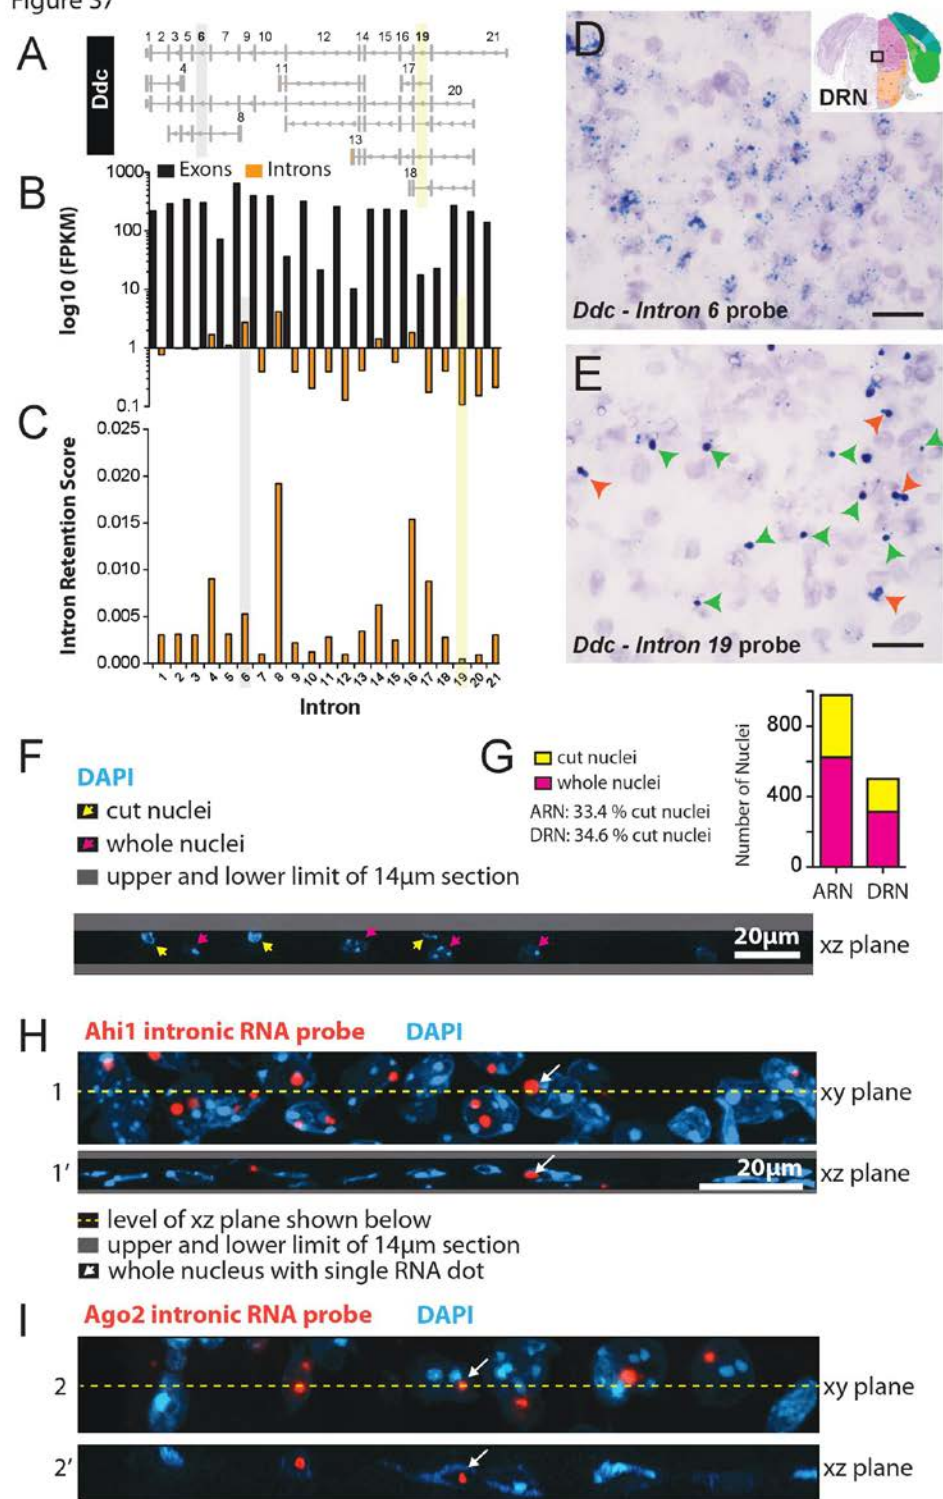 Figure S7
A
Ddc
1 2 3 4 5 6 7 8 9 10 11 12 13 14 15 16 17 18 19 20 21
B
Exons
Introns
log10 (FPKM)
1000
100
10
1
0.1
C
Intron Retention Score
0.025
0.020
0.015
0.010
0.005
0.000
1 2 3 4 5 6 7 8 9 10 11 12 13 14 15 16 17 18 19 20 21
Intron
D
DRN
Ddc - Intron 6 probe
E
Ddc - Intron 19 probe
F
DAPI
cut nuclei
whole nuclei
upper and lower limit of 14μm section
20μm
xz plane
G
cut nuclei
whole nuclei
ARN: 33.4 % cut nuclei
DRN: 34.6 % cut nuclei
Number of Nuclei
800
400
0
ARN DRN
H
Ahi1 intronic RNA probe
DAPI
1
xy plane
1'
20μm
xz plane
level of xz plane shown below
upper and lower limit of 14μm section
whole nucleus with single RNA dot
I
Ago2 intronic RNA probe
DAPI
2
xy plane
2'
xz plane